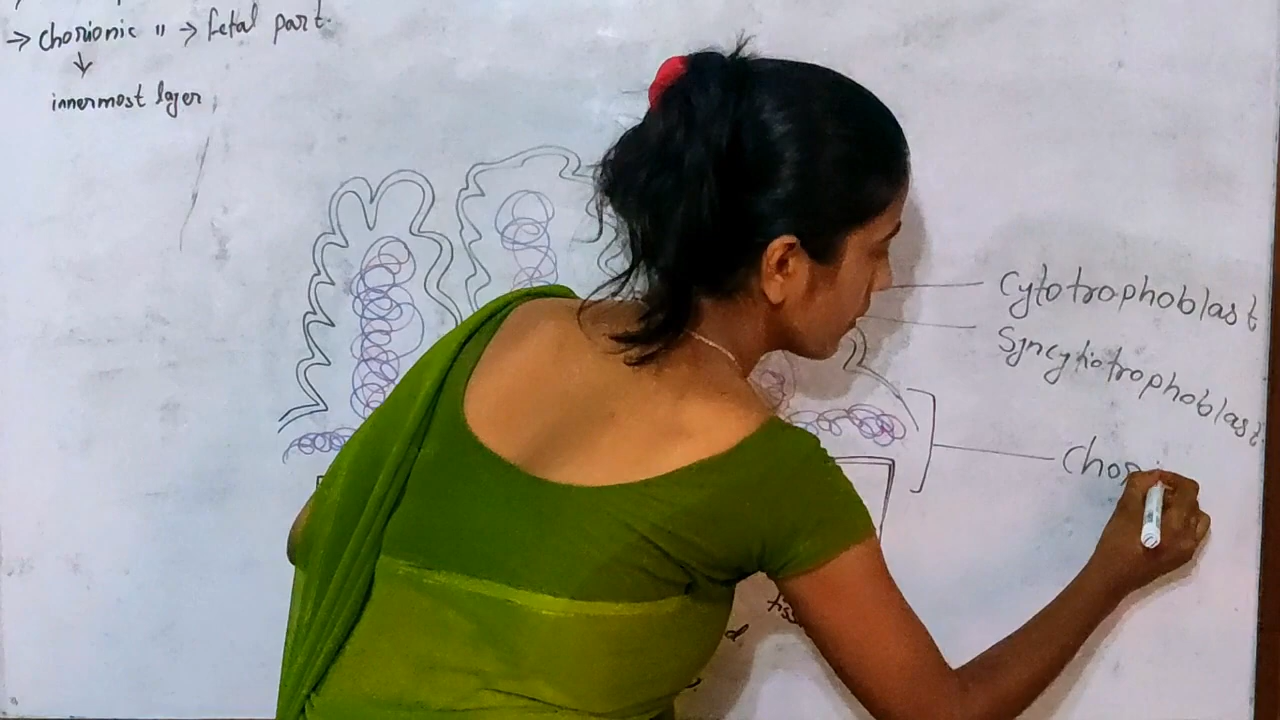 → chorionic " → fetal part.
↓
innermost layer
Cytotrophoblast
Syncytiotrophoblast
Chor